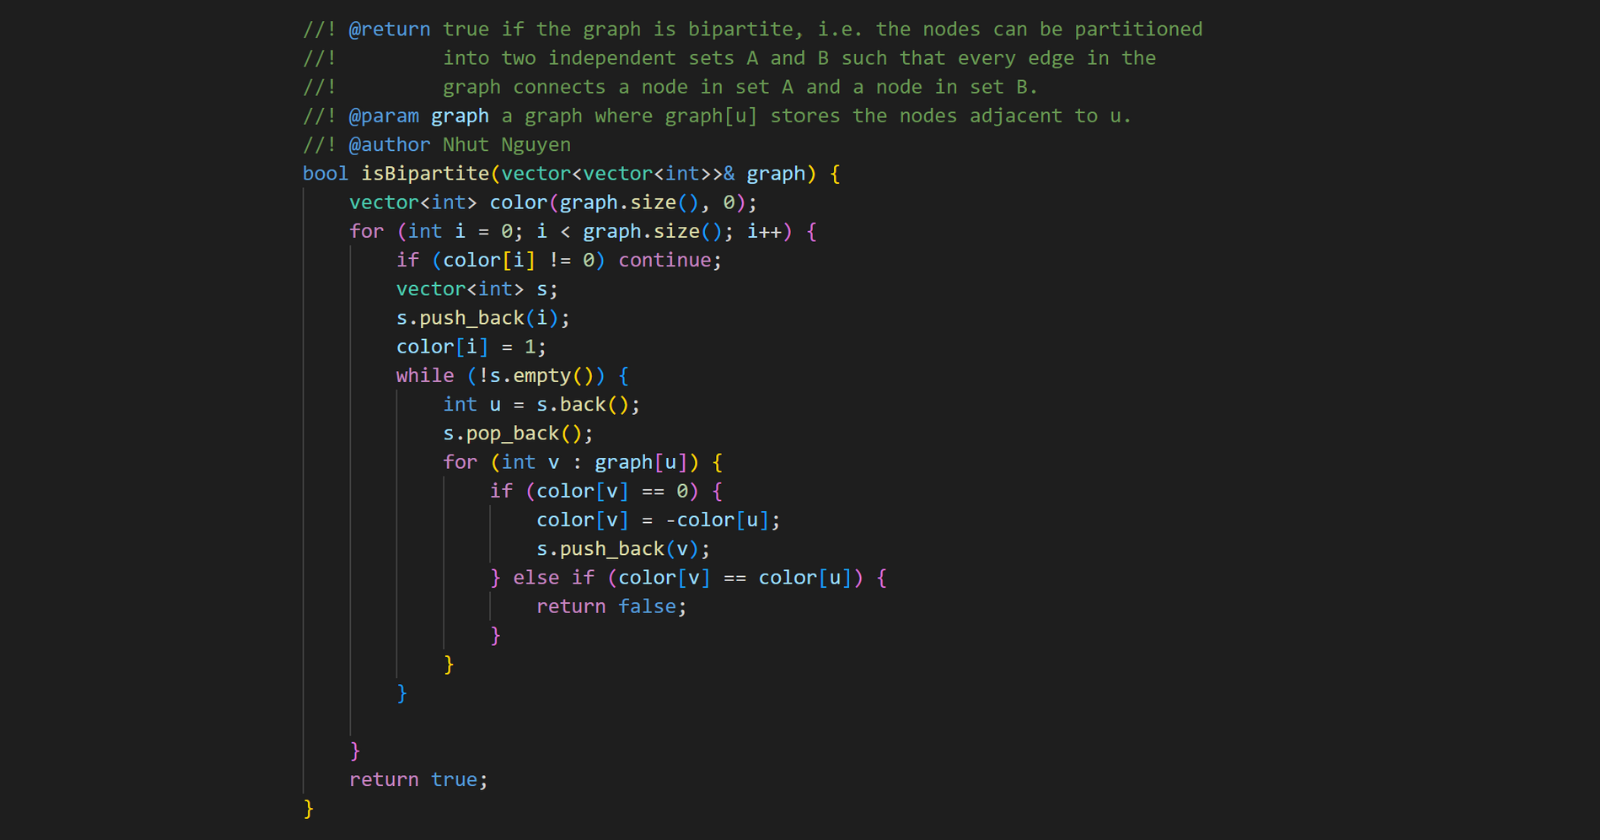 //! @return true if the graph is bipartite, i.e. the nodes can be partitioned
//!         into two independent sets A and B such that every edge in the
//!         graph connects a node in set A and a node in set B.
//! @param graph a graph where graph[u] stores the nodes adjacent to u.
//! @author Nhut Nguyen
bool isBipartite(vector<vector<int>>& graph) {
    vector<int> color(graph.size(), 0);
    for (int i = 0; i < graph.size(); i++) {
        if (color[i] != 0) continue;
        vector<int> s;
        s.push_back(i);
        color[i] = 1;
        while (!s.empty()) {
            int u = s.back();
            s.pop_back();
            for (int v : graph[u]) {
                if (color[v] == 0) {
                    color[v] = -color[u];
                    s.push_back(v);
                } else if (color[v] == color[u]) {
                    return false;
                }
            }
        }

    }
    return true;
}